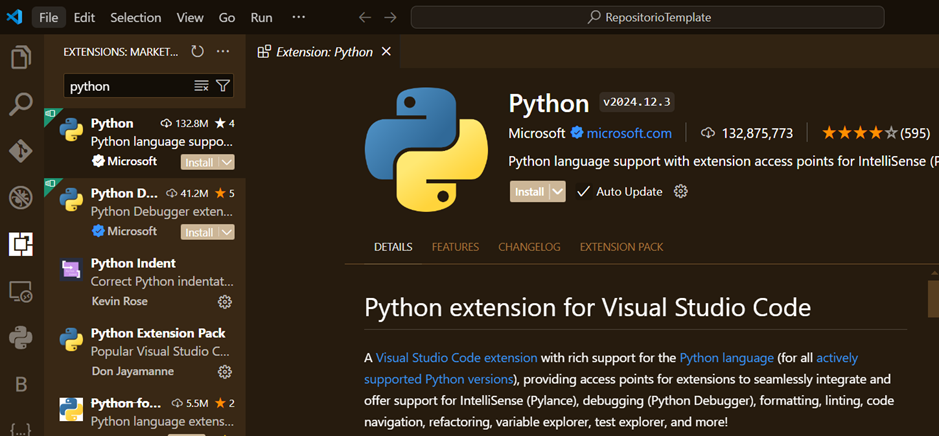 File Edit Selection View Go Run ··· RepositorioTemplate
EXTENSIONS: MARKET... ···
Extension: Python
python
Python 132.8M ★ 4
Python language suppo...
Microsoft Install
Python D... 41.2M ★ 5
Python Debugger exten...
Microsoft Install
Python Indent
Correct Python indentat...
Kevin Rose
Python Extension Pack
Popular Visual Studio C...
Don Jayamanne
Python fo... 5.5M ★ 2
Python language extens...
B
{...}
Python v2024.12.3
Microsoft microsoft.com 132,875,773 ★★★★☆ (595)
Python language support with extension access points for IntelliSense (P
Install Auto Update
DETAILS FEATURES CHANGELOG EXTENSION PACK
Python extension for Visual Studio Code
A Visual Studio Code extension with rich support for the Python language (for all actively
supported Python versions), providing access points for extensions to seamlessly integrate and
offer support for IntelliSense (Pylance), debugging (Python Debugger), formatting, linting, code
navigation, refactoring, variable explorer, test explorer, and more!